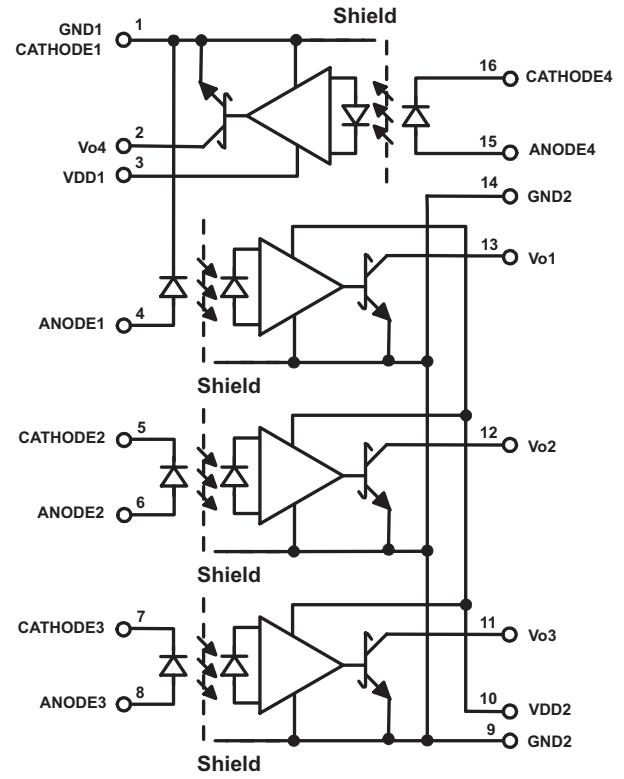 Shield
GND1 1
CATHODE1
16 CATHODE4
2
Vo4
3
VDD1
15 ANODE4
14
GND2
13
Vo1
4
ANODE1
Shield
5
CATHODE2
12
Vo2
6
ANODE2
Shield
7
CATHODE3
11
Vo3
8
ANODE3
10
VDD2
9
GND2
Shield